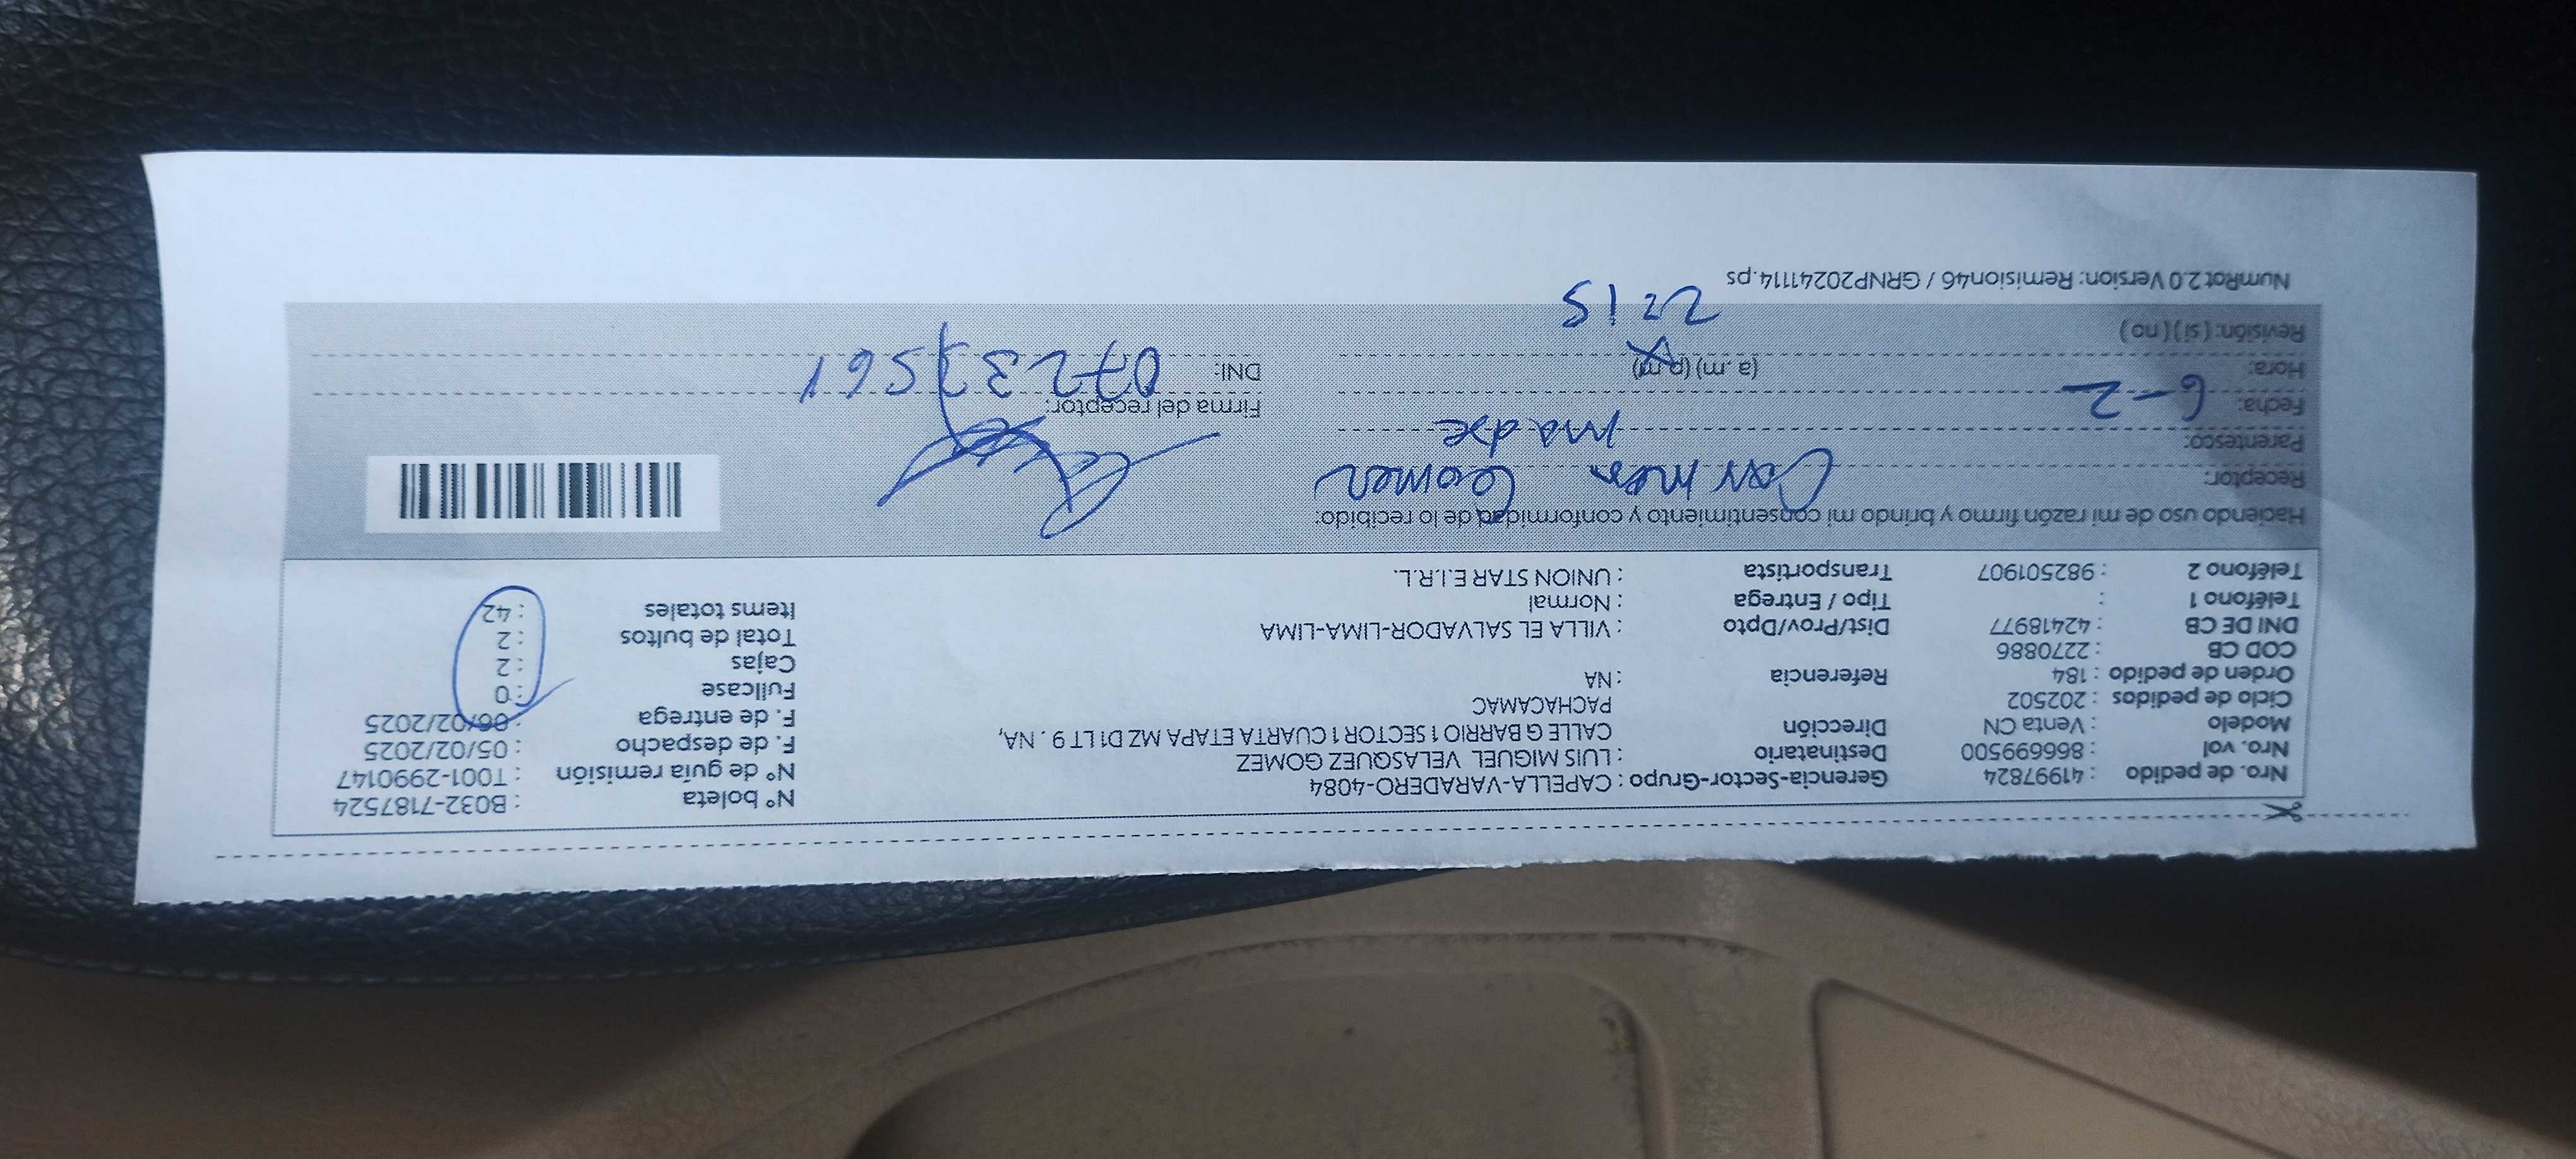 Nro. de pedido : 41997824 Gerencia-Sector-Grupo : CAPELLA-VARADERO-4084 N° boleta : B032-7187524
Nro. vol : 866699500 Destinatario : LUIS MIGUEL VELASQUEZ GOMEZ N° de guía remisión : T001-2990147
Modelo : Venta CN Dirección CALLE G BARRIO 1 SECTOR 1 CUARTA ETAPA MZ D1 LT 9 . NA, F. de despacho : 05/02/2025
Ciclo de pedidos : 202502 PACHACAMAC F. de entrega : 06/02/2025
Orden de pedido : 184 Referencia : NA Fullcase : 0
COD CB : 2270886 Cajas : 2
DNI DE CB : 42418977 Dist/Prov/Dpto : VILLA EL SALVADOR-LIMA-LIMA Total de bultos : 2
Teléfono 1 : Tipo / Entrega : Normal Items totales : 42
Teléfono 2 : 982501907 Transportista : UNION STAR E.I.R.L.
Haciendo uso de mi razón firmo y brindo mi consentimiento y conformidad de lo recibido:
Receptor: Carmen Gomez
Parentesco: madre
Fecha: 6-2 Firma del receptor:
Hora: (a.m) (p.m) DNI:
2:15
Revisión: ( si ) ( no )
NumRot 2.0 Version: Remision46 / GRNP20241114.ps